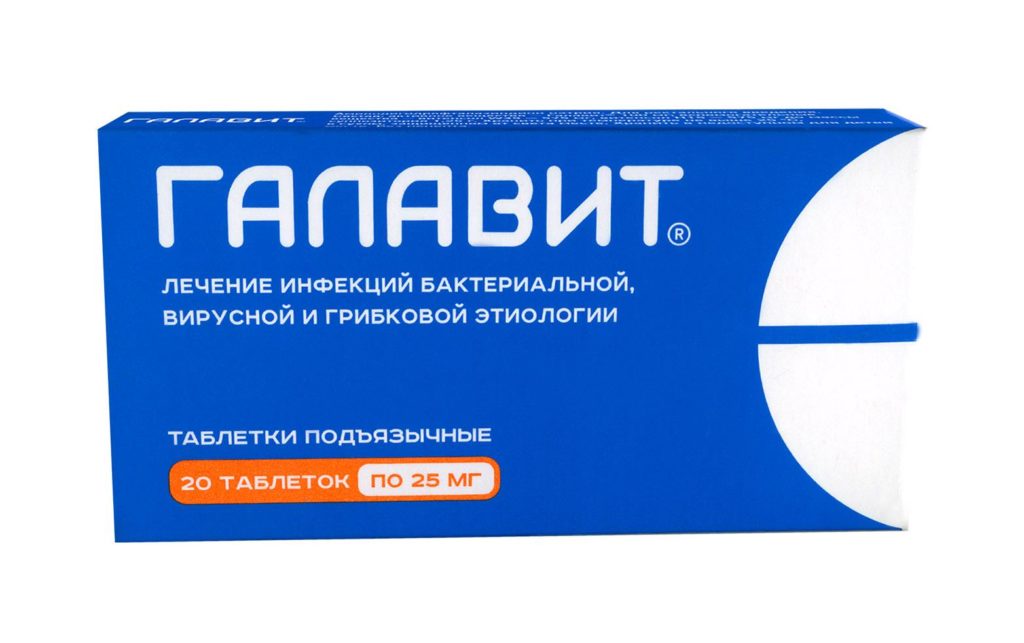 ГАЛАВИТ
ГАЛАВИТ®
ЛЕЧЕНИЕ ИНФЕКЦИЙ БАКТЕРИАЛЬНОЙ,
ВИРУСНОЙ И ГРИБКОВОЙ ЭТИОЛОГИИ
ТАБЛЕТКИ ПОДЪЯЗЫЧНЫЕ
20 ТАБЛЕТОК ПО 25 МГ